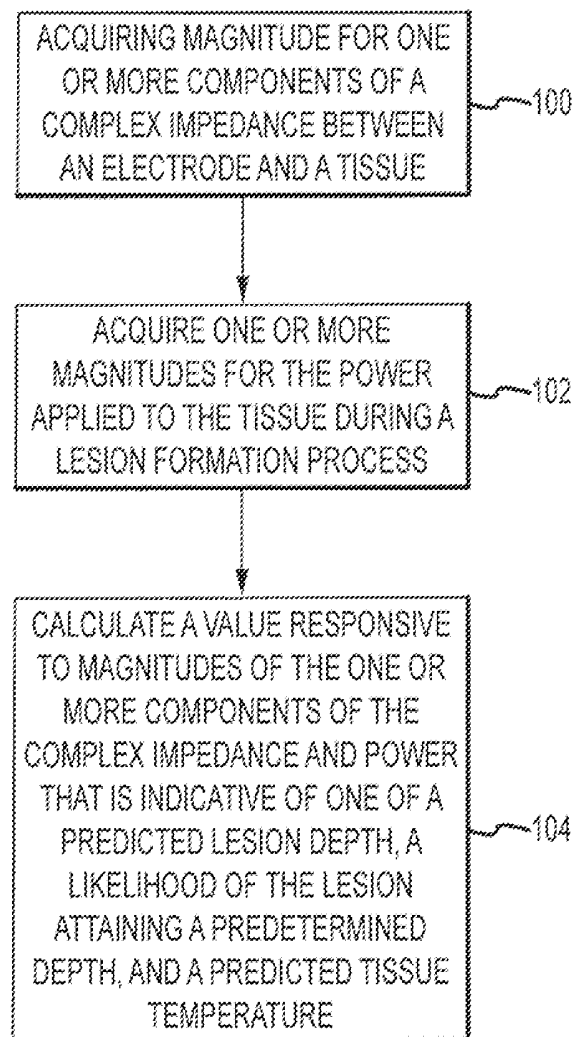 ACQUIRING MAGNITUDE FOR ONE
OR MORE COMPONENTS OF A
COMPLEX IMPEDANCE BETWEEN
AN ELECTRODE AND A TISSUE
100
ACQUIRE ONE OR MORE
MAGNITUDES FOR THE POWER
APPLIED TO THE TISSUE DURING A
LESION FORMATION PROCESS
102
CALCULATE A VALUE RESPONSIVE
TO MAGNITUDES OF THE ONE OR
MORE COMPONENTS OF THE
COMPLEX IMPEDANCE AND POWER
THAT IS INDICATIVE OF ONE OF A
PREDICTED LESION DEPTH, A
LIKELIHOOD OF THE LESION
ATTAINING A PREDETERMINED
DEPTH, AND A PREDICTED TISSUE
TEMPERATURE
104